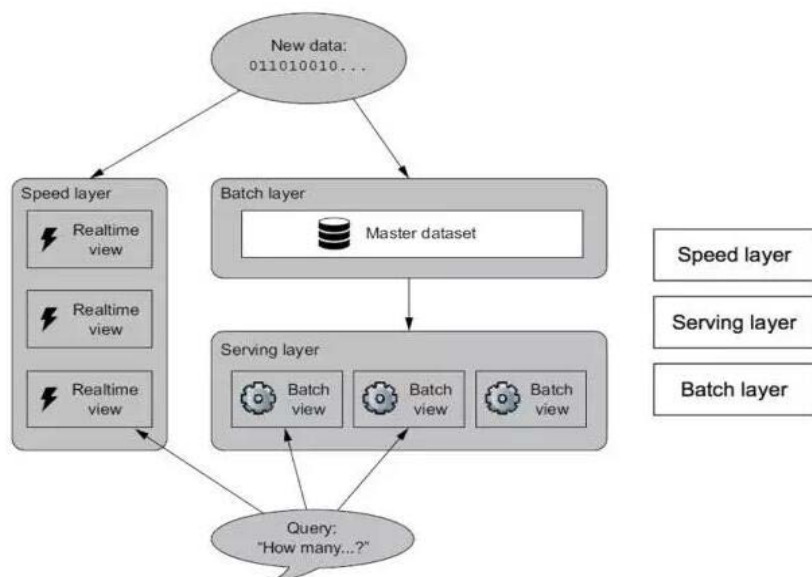 New data:
011010010...
Speed layer
Realtime
view
Realtime
view
Realtime
view
Batch layer
Master dataset
Serving layer
Batch
view
Batch
view
Batch
view
Query:
“How many...?”
Speed layer
Serving layer
Batch layer